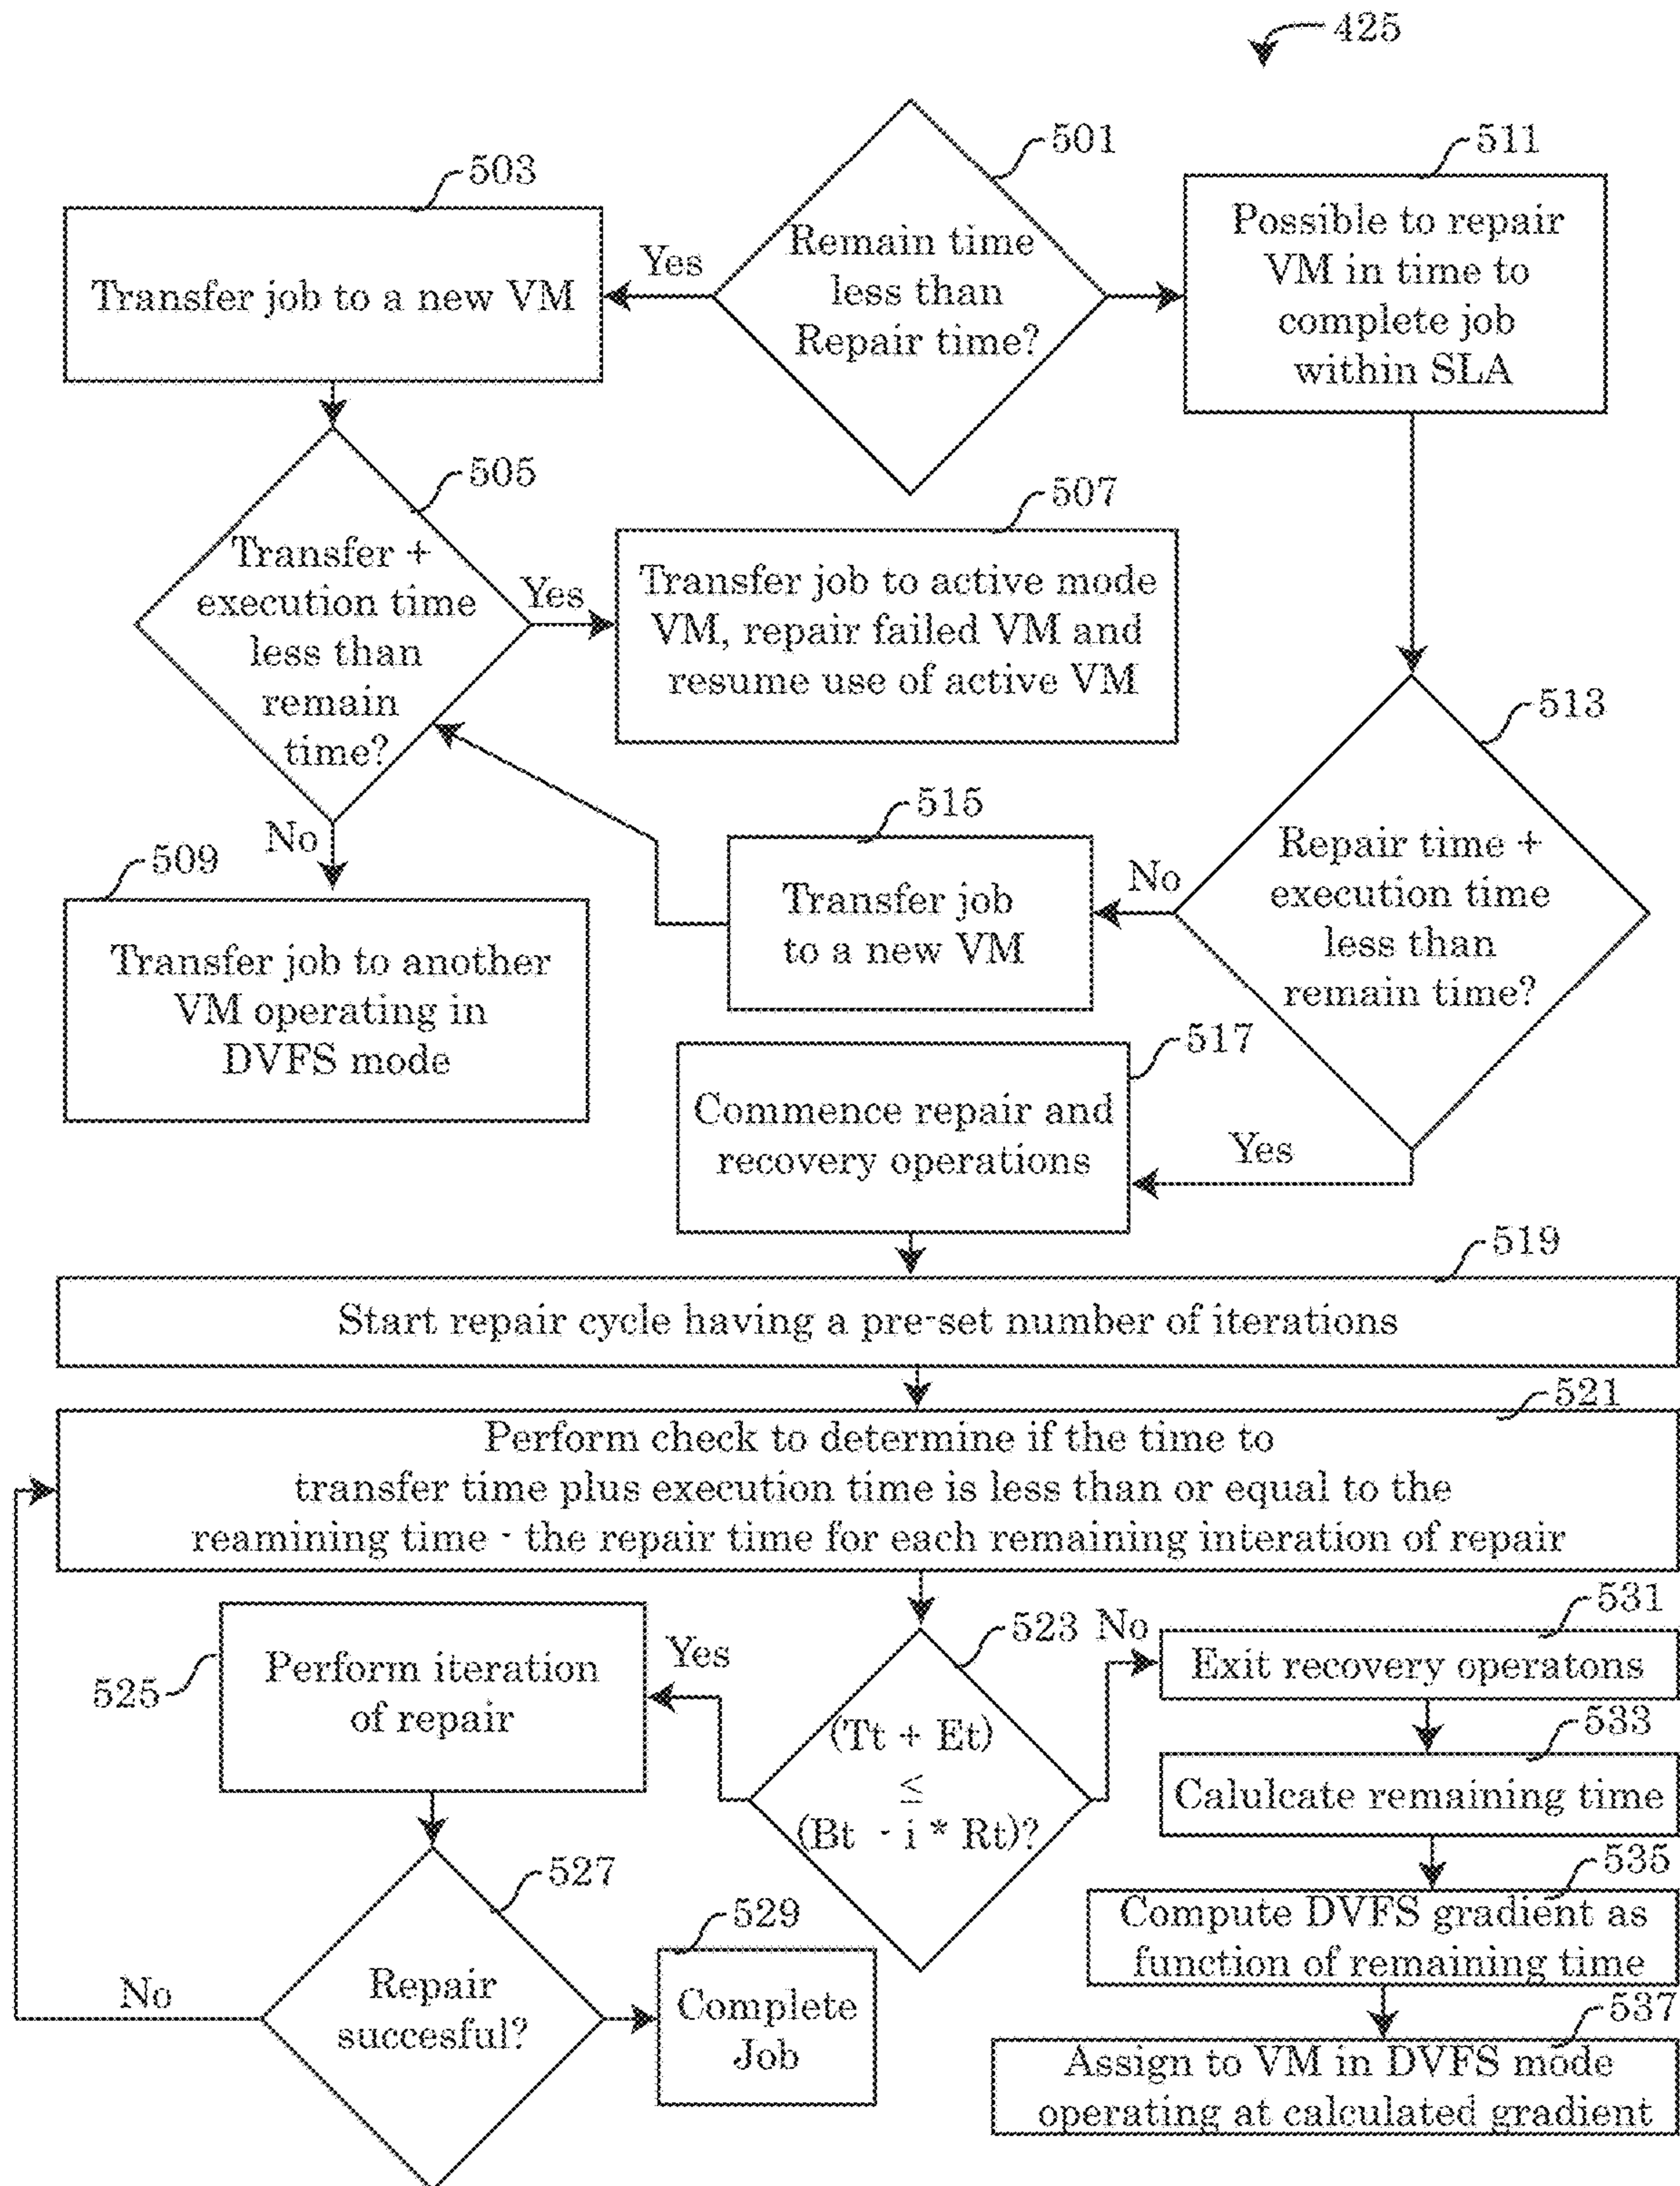 425
501
Remain time
less than
Repair time?
Yes
503
Transfer job to a new VM
511
Possible to repair
VM in time to
complete job
within SLA
505
Transfer +
execution time
less than
remain
time?
Yes
507
Transfer job to active mode
VM, repair failed VM and
resume use of active VM
No
509
Transfer job to another
VM operating in
DVFS mode
513
Repair time +
execution time
less than
remain time?
No
515
Transfer job
to a new VM
Yes
517
Commence repair and
recovery operations
519
Start repair cycle having a pre-set number of iterations
521
Perform check to determine if the time to
transfer time plus execution time is less than or equal to the
reamining time - the repair time for each remaining interation of repair
523
(Tt + Et)
≤
(Bt - i * Rt)?
Yes
525
Perform iteration
of repair
527
Repair
succesful?
No
529
Complete
Job
No
531
Exit recovery operatons
533
Calulcate remaining time
535
Compute DVFS gradient as
function of remaining time
537
Assign to VM in DVFS mode
operating at calculated gradient